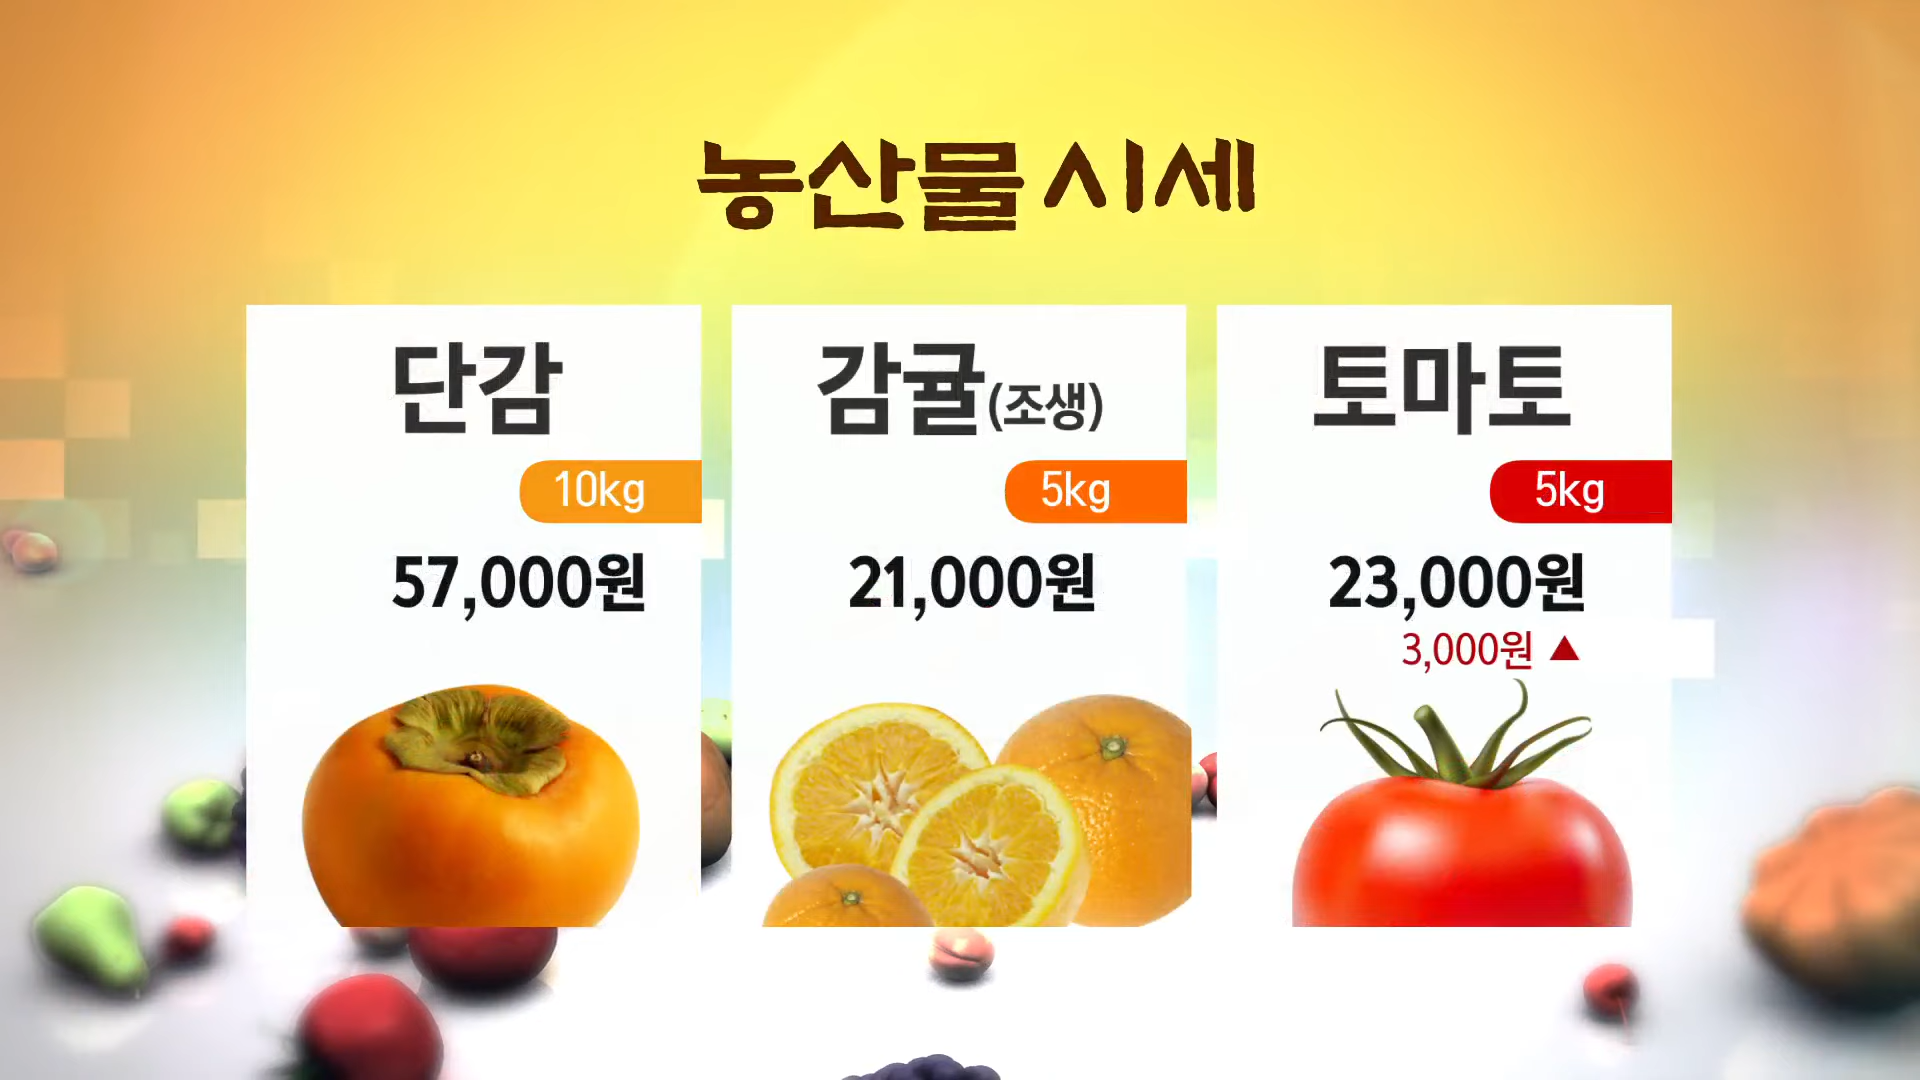 농산물 시세
단감
10kg
57,000원
감귤(조생)
5kg
21,000원
토마토
5kg
23,000원
3,000원 ▲